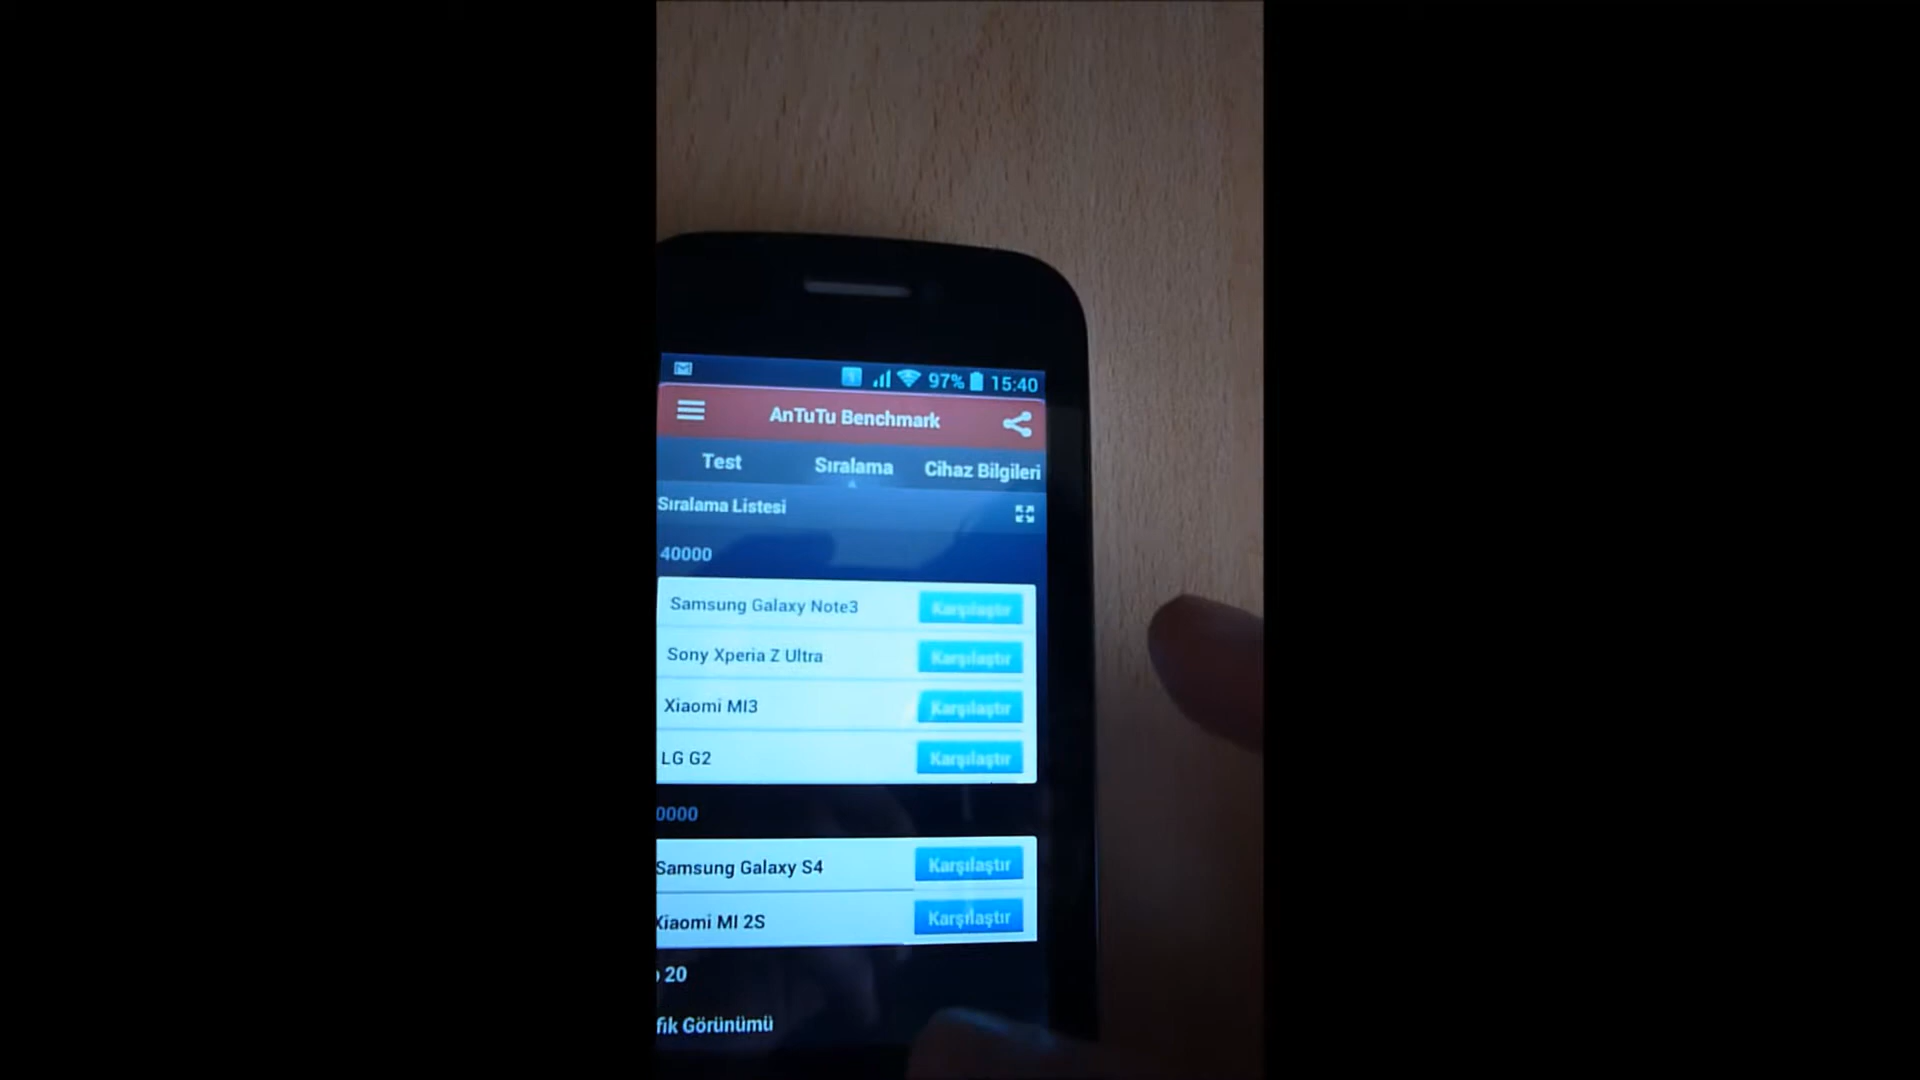 97% 15:40
AnTuTu Benchmark
Test Sıralama Cihaz Bilgileri
Sıralama Listesi
40000
Samsung Galaxy Note3 Karşılaştır
Sony Xperia Z Ultra Karşılaştır
Xiaomi MI3 Karşılaştır
LG G2 Karşılaştır
0000
Samsung Galaxy S4 Karşılaştır
Xiaomi MI 2S Karşılaştır
20
fik Görünümü